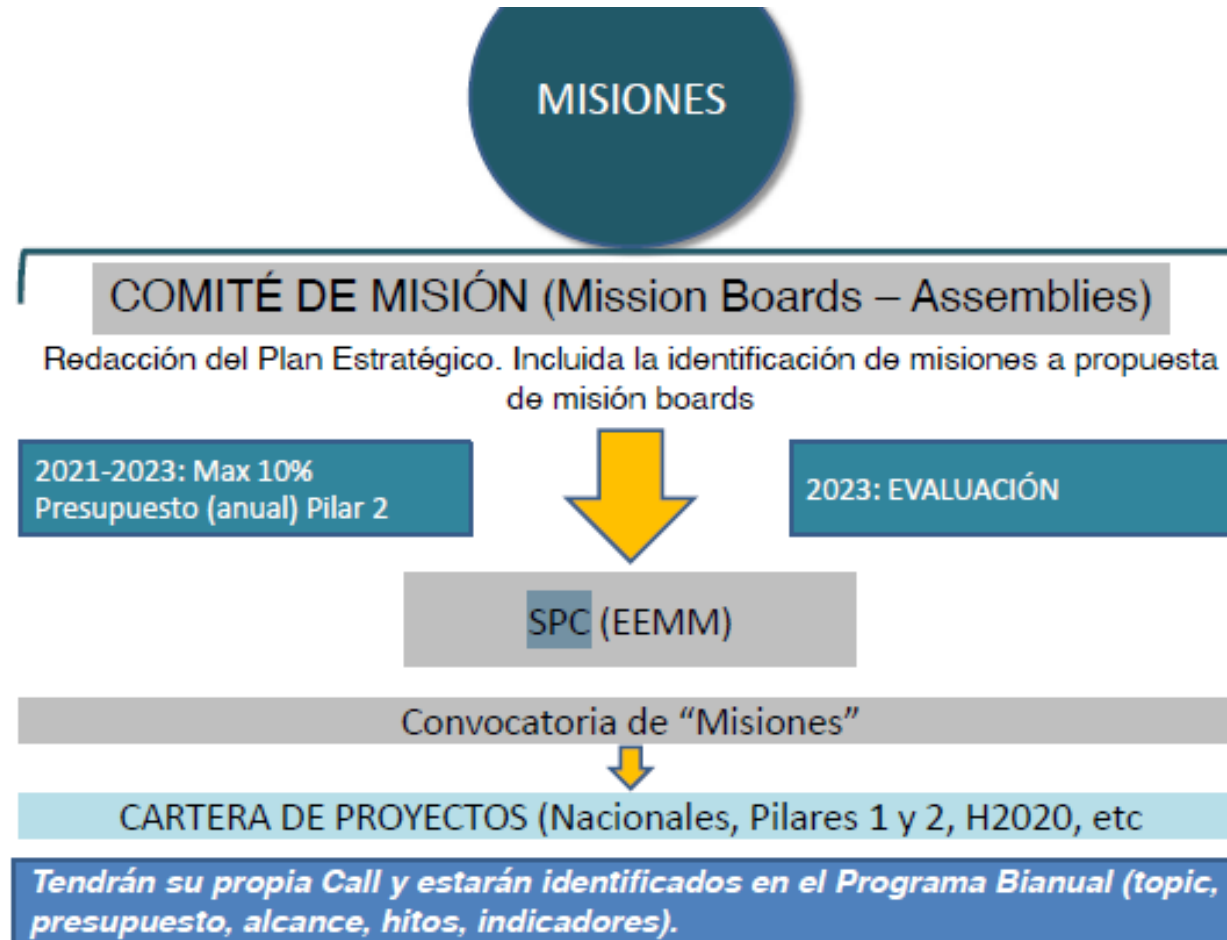 MISIONES
COMITÉ DE MISIÓN (Mission Boards – Assemblies)
Redacción del Plan Estratégico. Incluida la identificación de misiones a propuesta
de misión boards
2021-2023: Max 10%
Presupuesto (anual) Pilar 2
2023: EVALUACIÓN
SPC (EEMM)
Convocatoria de “Misiones”
CARTERA DE PROYECTOS (Nacionales, Pilares 1 y 2, H2020, etc
Tendrán su propia Call y estarán identificados en el Programa Bianual (topic,
presupuesto, alcance, hitos, indicadores).